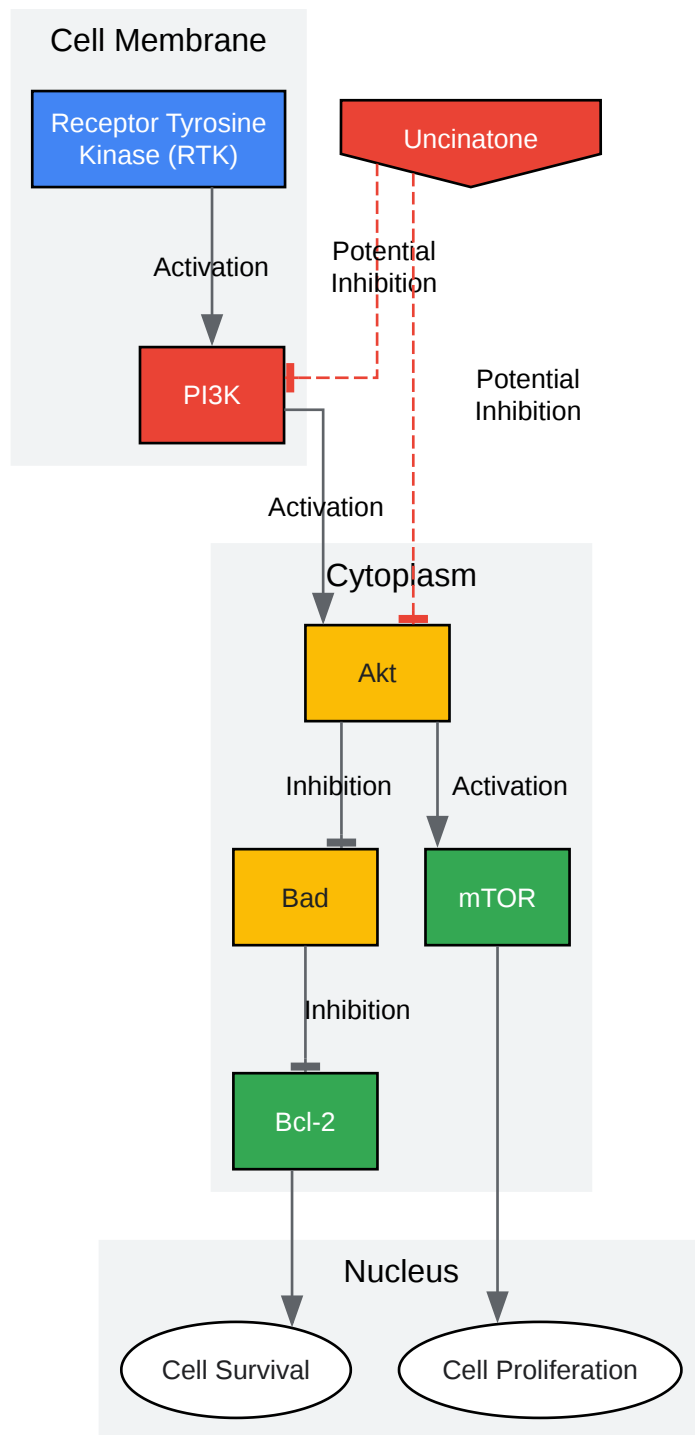 Cell Membrane
Receptor Tyrosine
Kinase (RTK)
Uncinatone
Activation
Potential
Inhibition
PI3K
Potential
Inhibition
Activation
Cytoplasm
Akt
Inhibition
Activation
Bad
mTOR
Inhibition
Bcl-2
Nucleus
Cell Survival
Cell Proliferation